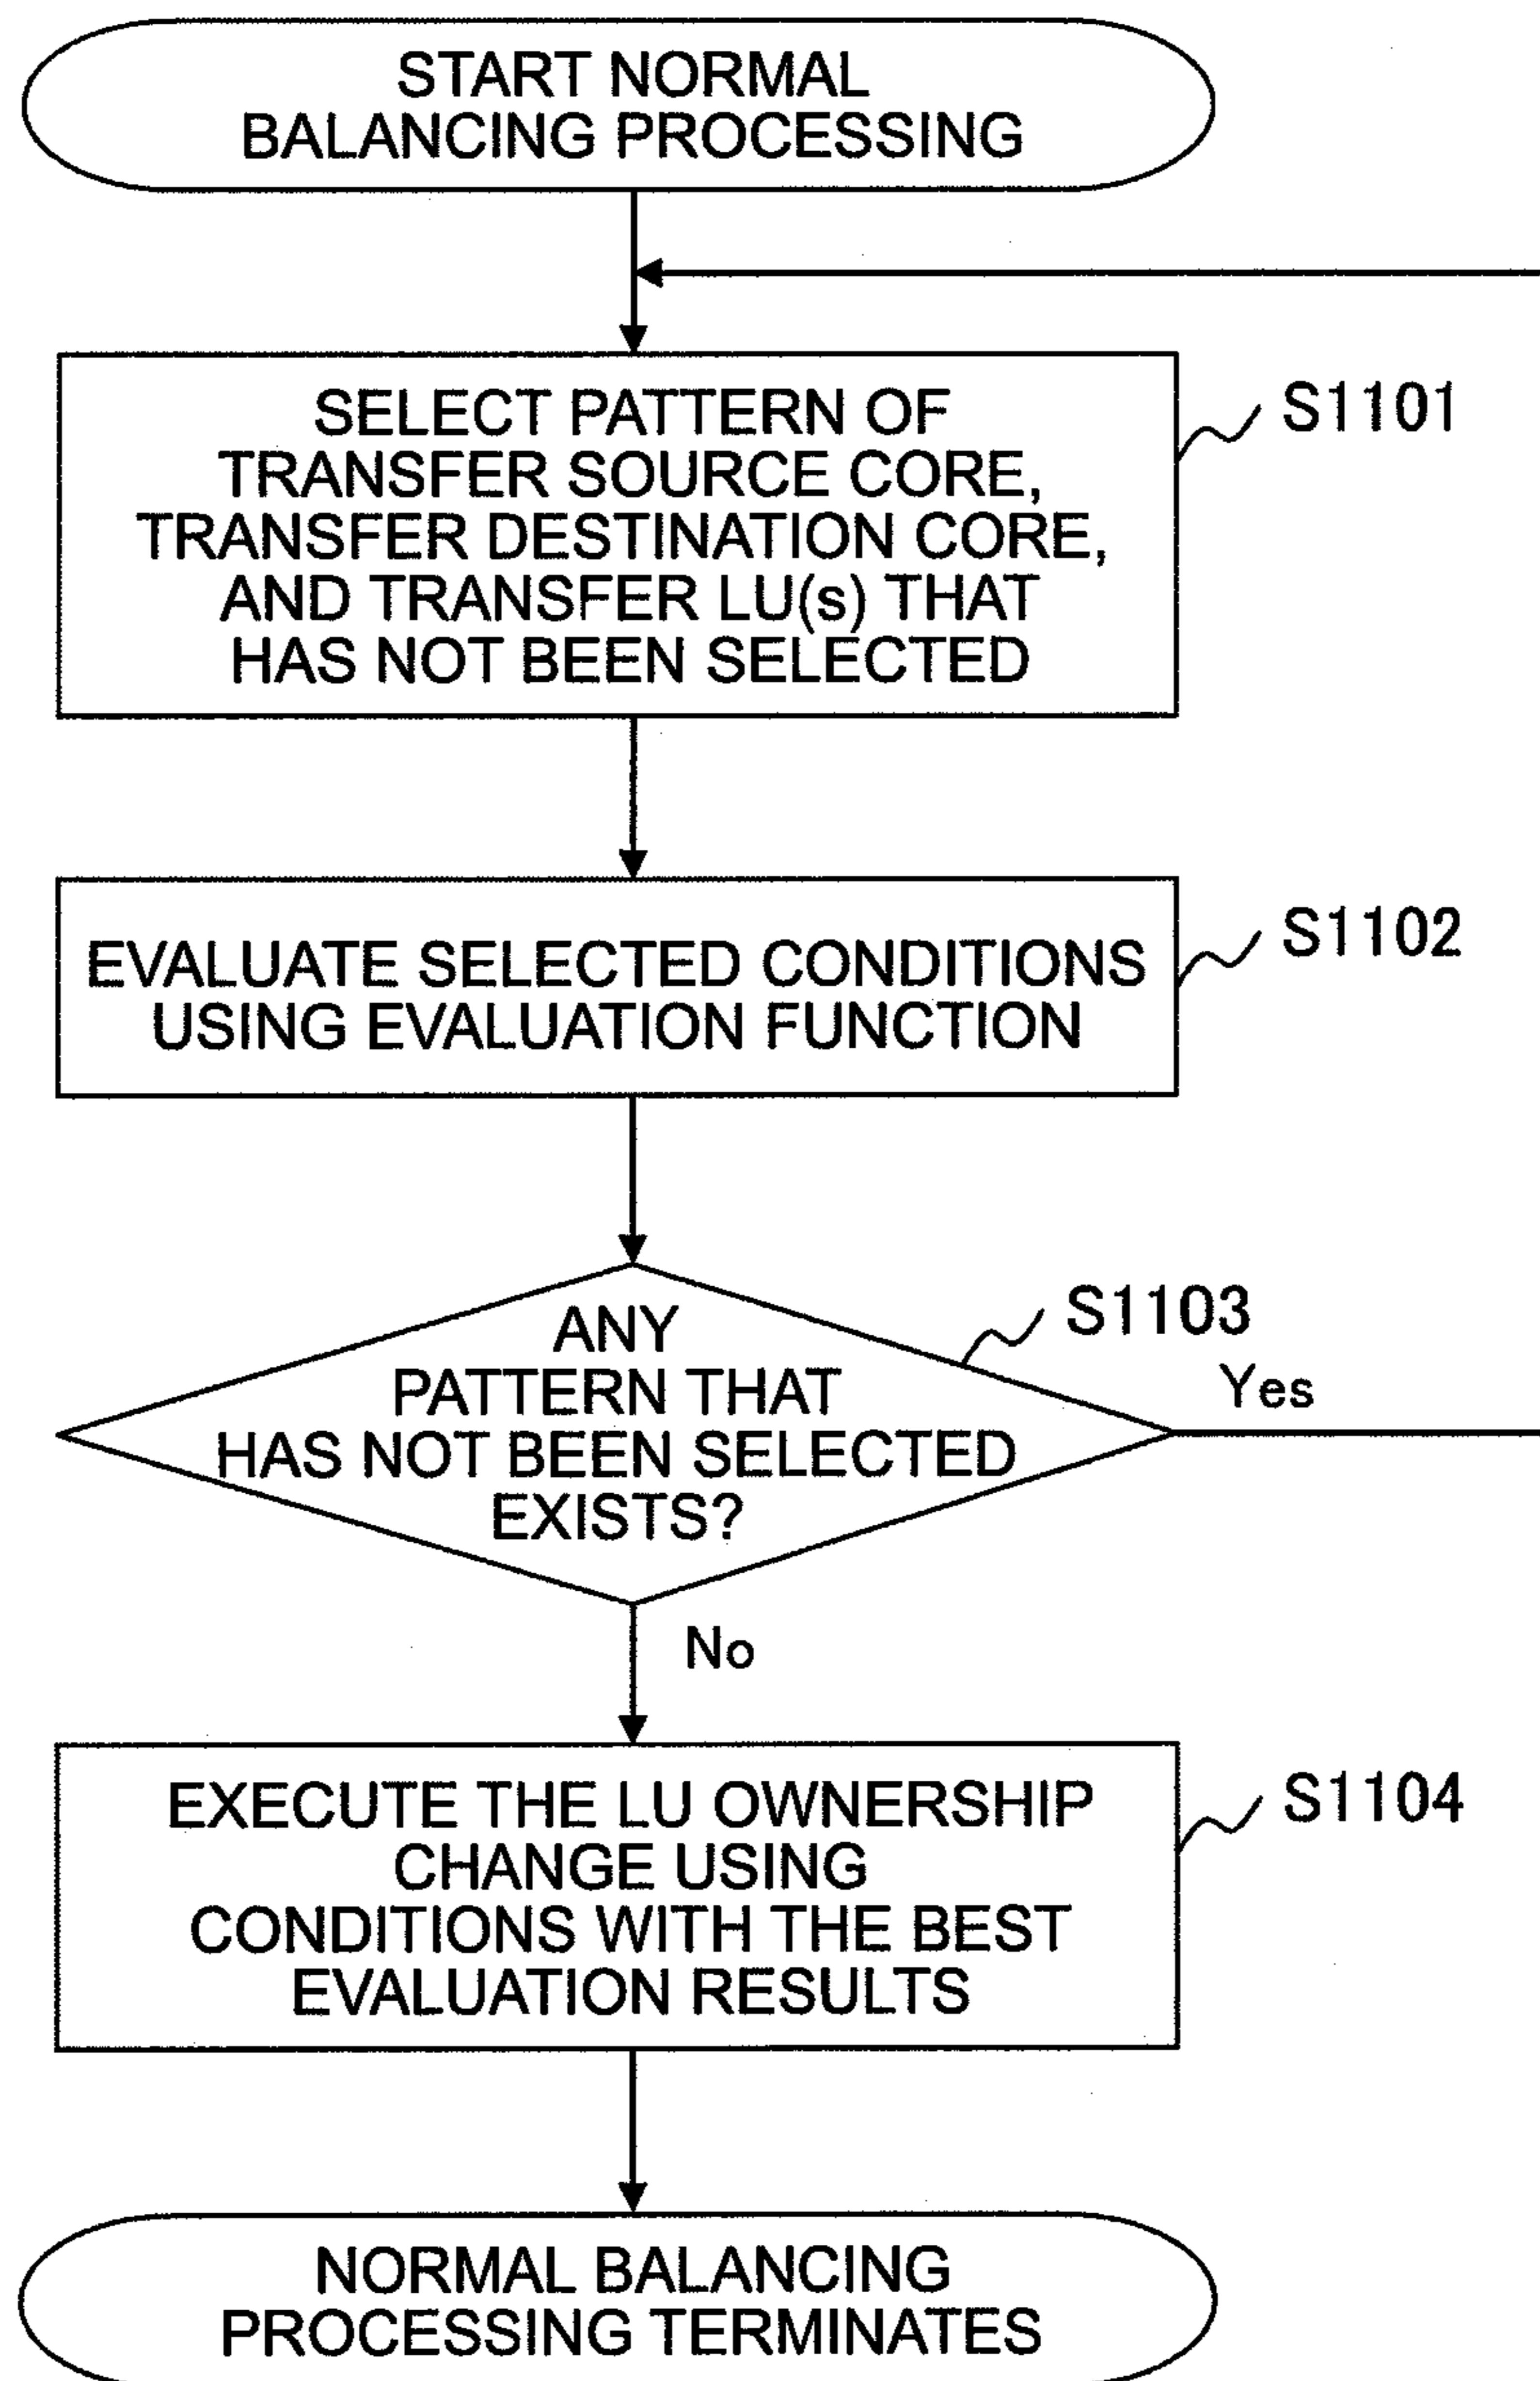 START NORMAL
BALANCING PROCESSING
SELECT PATTERN OF
TRANSFER SOURCE CORE,
TRANSFER DESTINATION CORE,
AND TRANSFER LU(s) THAT
HAS NOT BEEN SELECTED
S1101
EVALUATE SELECTED CONDITIONS
USING EVALUATION FUNCTION
S1102
ANY
PATTERN THAT
HAS NOT BEEN SELECTED
EXISTS?
S1103
Yes
No
EXECUTE THE LU OWNERSHIP
CHANGE USING
CONDITIONS WITH THE BEST
EVALUATION RESULTS
S1104
NORMAL BALANCING
PROCESSING TERMINATES